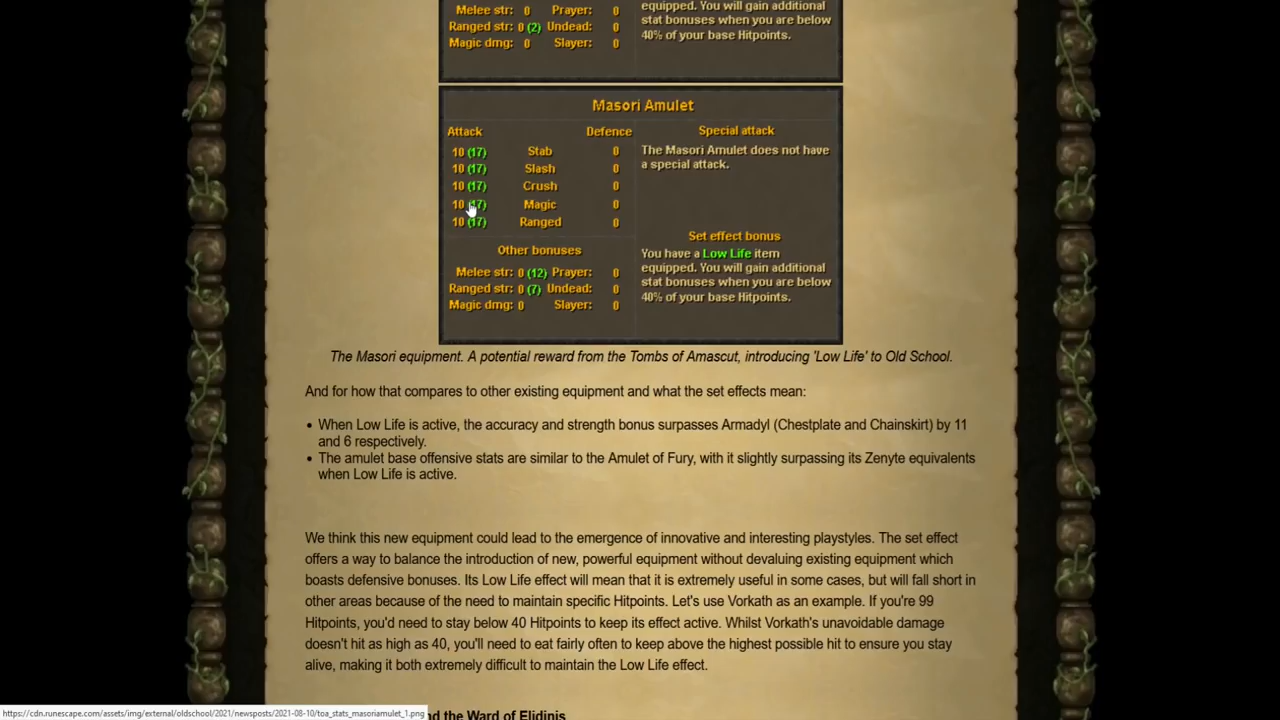 Melee str: 0 Prayer: 0
Ranged str: 0 (2) Undead: 0
Magic dmg: 0 Slayer: 0
equipped. You will gain additional
stat bonuses when you are below
40% of your base Hitpoints.
Masori Amulet
Attack Defence
10 (17) Stab 0
10 (17) Slash 0
10 (17) Crush 0
10 (17) Magic 0
10 (17) Ranged 0
Other bonuses
Melee str: 0 (12) Prayer: 0
Ranged str: 0 (7) Undead: 0
Magic dmg: 0 Slayer: 0
Special attack
The Masori Amulet does not have
a special attack.
Set effect bonus
You have a Low Life item
equipped. You will gain additional
stat bonuses when you are below
40% of your base Hitpoints.
The Masori equipment. A potential reward from the Tombs of Amascut, introducing 'Low Life' to Old School.
And for how that compares to other existing equipment and what the set effects mean:
• When Low Life is active, the accuracy and strength bonus surpasses Armadyl (Chestplate and Chainskirt) by 11
and 6 respectively.
• The amulet base offensive stats are similar to the Amulet of Fury, with it slightly surpassing its Zenyte equivalents
when Low Life is active.
We think this new equipment could lead to the emergence of innovative and interesting playstyles. The set effect
offers a way to balance the introduction of new, powerful equipment without devaluing existing equipment which
boasts defensive bonuses. Its Low Life effect will mean that it is extremely useful in some cases, but will fall short in
other areas because of the need to maintain specific Hitpoints. Let's use Vorkath as an example. If you're 99
Hitpoints, you'd need to stay below 40 Hitpoints to keep its effect active. Whilst Vorkath's unavoidable damage
doesn't hit as high as 40, you'll need to eat fairly often to keep above the highest possible hit to ensure you stay
alive, making it both extremely difficult to maintain the Low Life effect.
nd the Ward of Elidinis
https://cdn.runescape.com/assets/img/external/oldschool/2021/newsposts/2021-08-10/toa_stats_masoriamulet_1.png